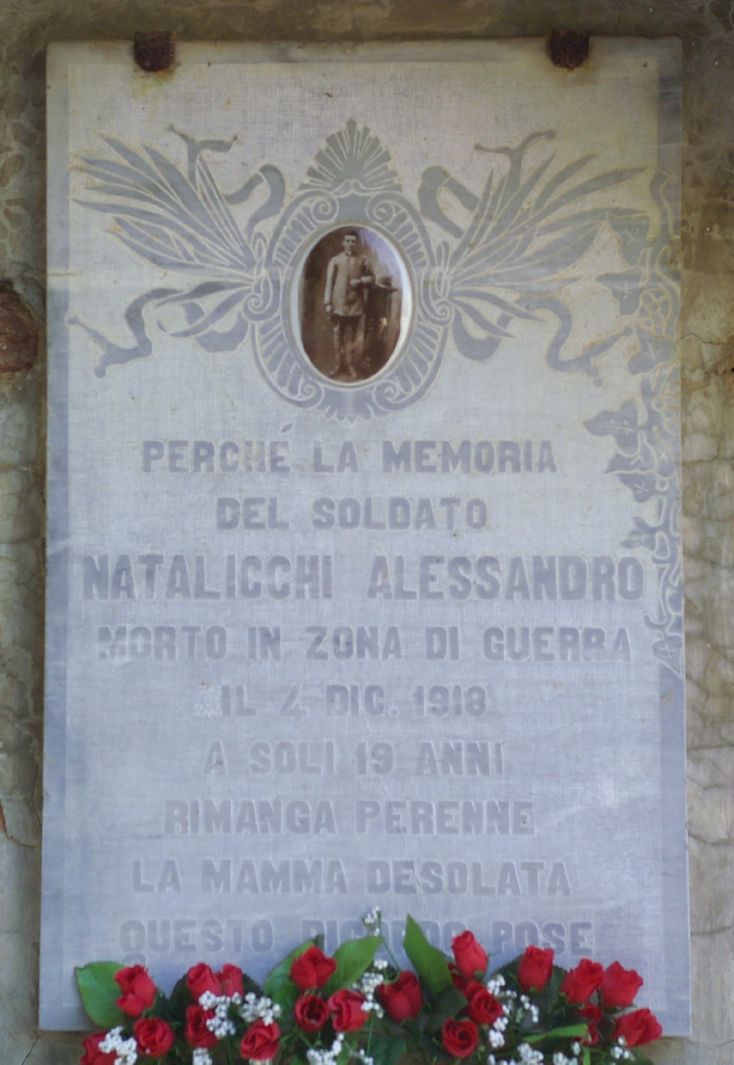 PERCHÉ LA MEMORIA
DEL SOLDATO
NATALICCHI ALESSANDRO
MORTO IN ZONA DI GUERRA
IL 4 DIC. 1918
A SOLI 19 ANNI
RIMANGA PERENNE
LA MAMMA DESOLATA
QUESTO RICORDO POSE